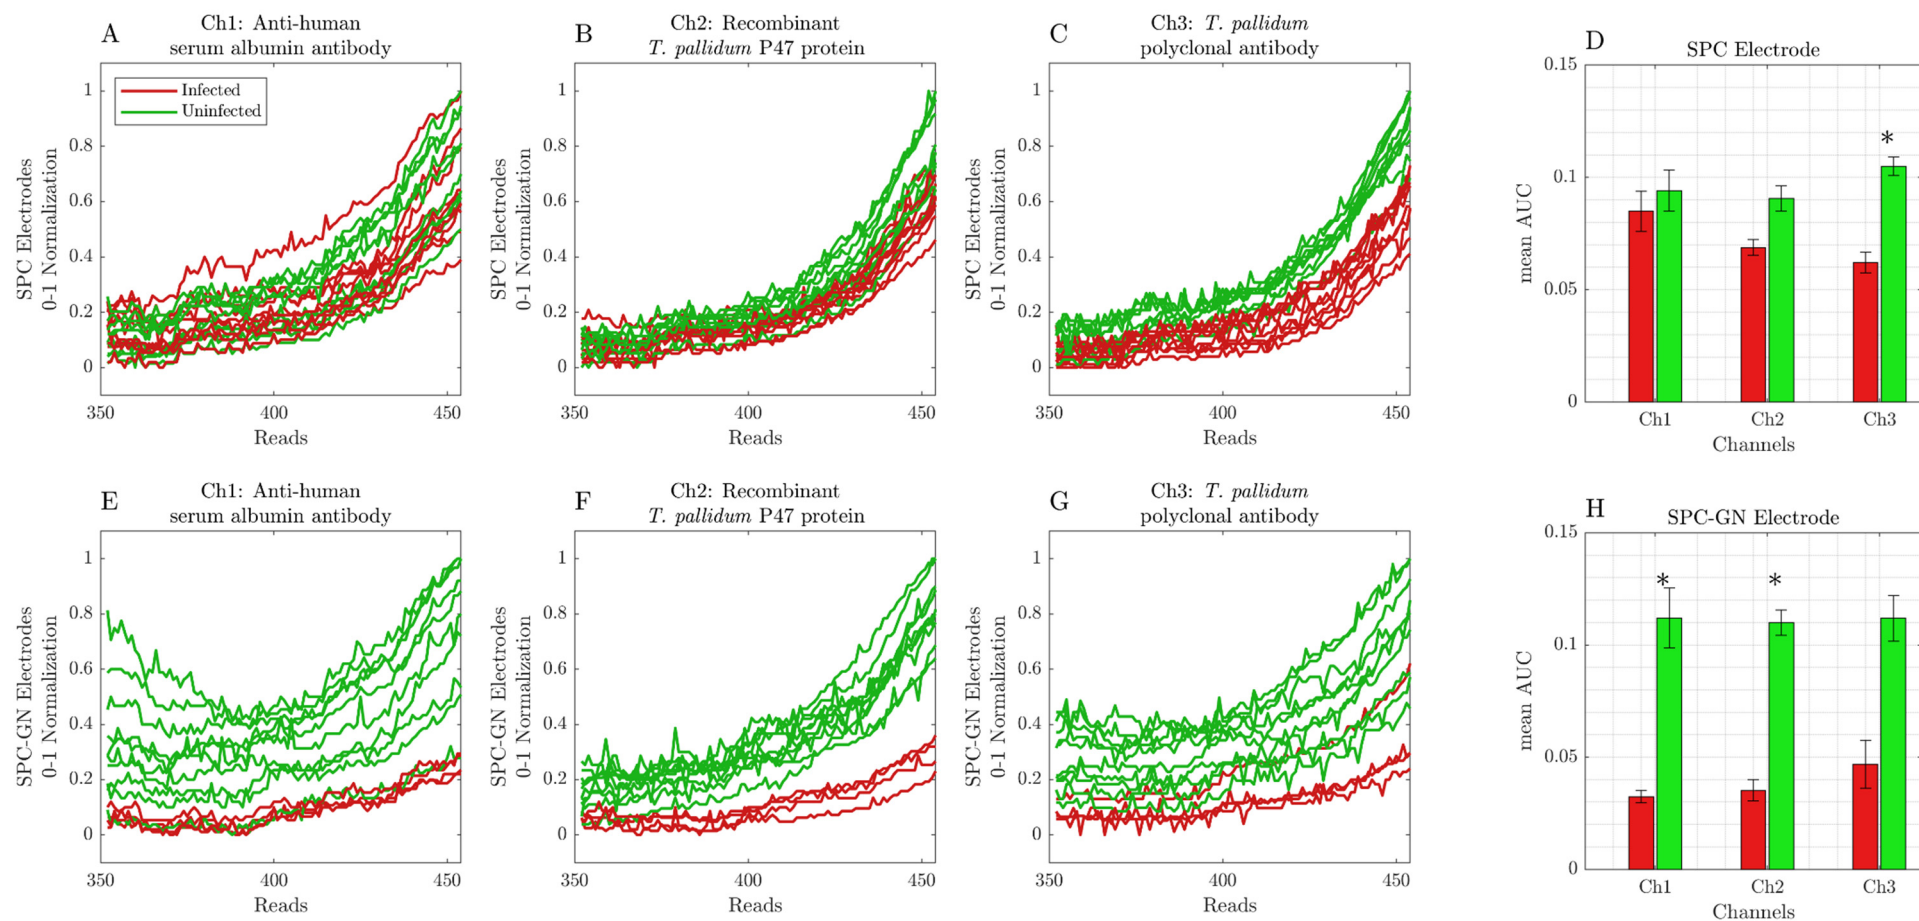 A
Ch1: Anti-human
serum albumin antibody
Infected
Uninfected
SPC Electrodes
0-1 Normalization
1
0.8
0.6
0.4
0.2
0
350
400
450
Reads
B
Ch2: Recombinant
T. pallidum P47 protein
SPC Electrodes
0-1 Normalization
1
0.8
0.6
0.4
0.2
0
350
400
450
Reads
C
Ch3: T. pallidum
polyclonal antibody
SPC Electrodes
0-1 Normalization
1
0.8
0.6
0.4
0.2
0
350
400
450
Reads
D
SPC Electrode
mean AUC
0.15
0.1
0.05
0
*
Ch1
Ch2
Ch3
Channels
E
Ch1: Anti-human
serum albumin antibody
SPC-GN Electrodes
0-1 Normalization
1
0.8
0.6
0.4
0.2
0
350
400
450
Reads
F
Ch2: Recombinant
T. pallidum P47 protein
SPC-GN Electrodes
0-1 Normalization
1
0.8
0.6
0.4
0.2
0
350
400
450
Reads
G
Ch3: T. pallidum
polyclonal antibody
SPC-GN Electrodes
0-1 Normalization
1
0.8
0.6
0.4
0.2
0
350
400
450
Reads
H
SPC-GN Electrode
mean AUC
0.15
0.1
0.05
0
*
*
Ch1
Ch2
Ch3
Channels